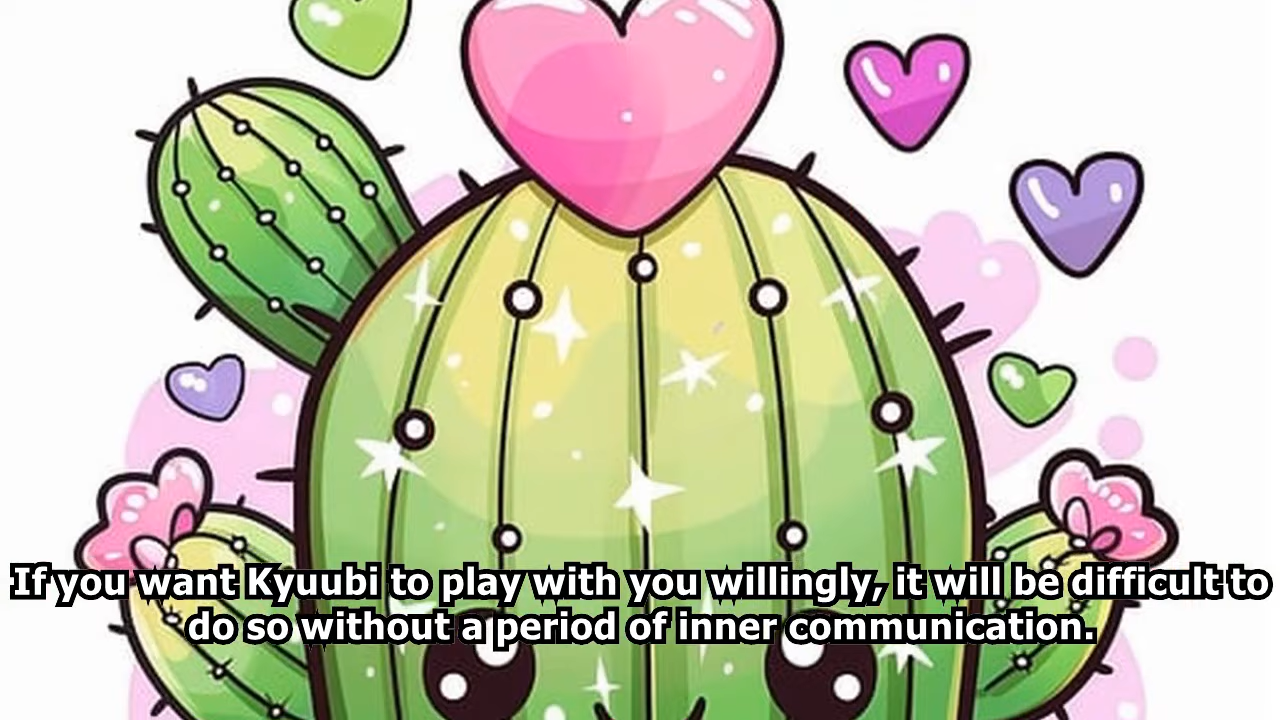 If you want Kyuubi to play with you willingly, it will be difficult to
do so without a period of inner communication.